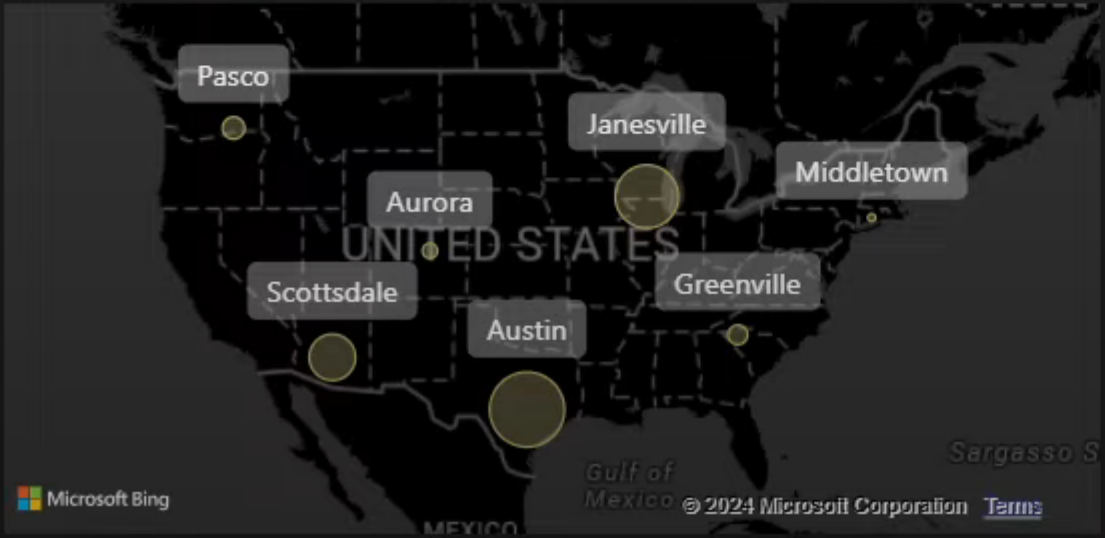 Pasco
Janesville
Middletown
Aurora
UNITED STATES
Scottsdale
Greenville
Austin
Sargasso S
Gulf of
Mexico
Microsoft Bing
© 2024 Microsoft Corporation Terms
MEXICO